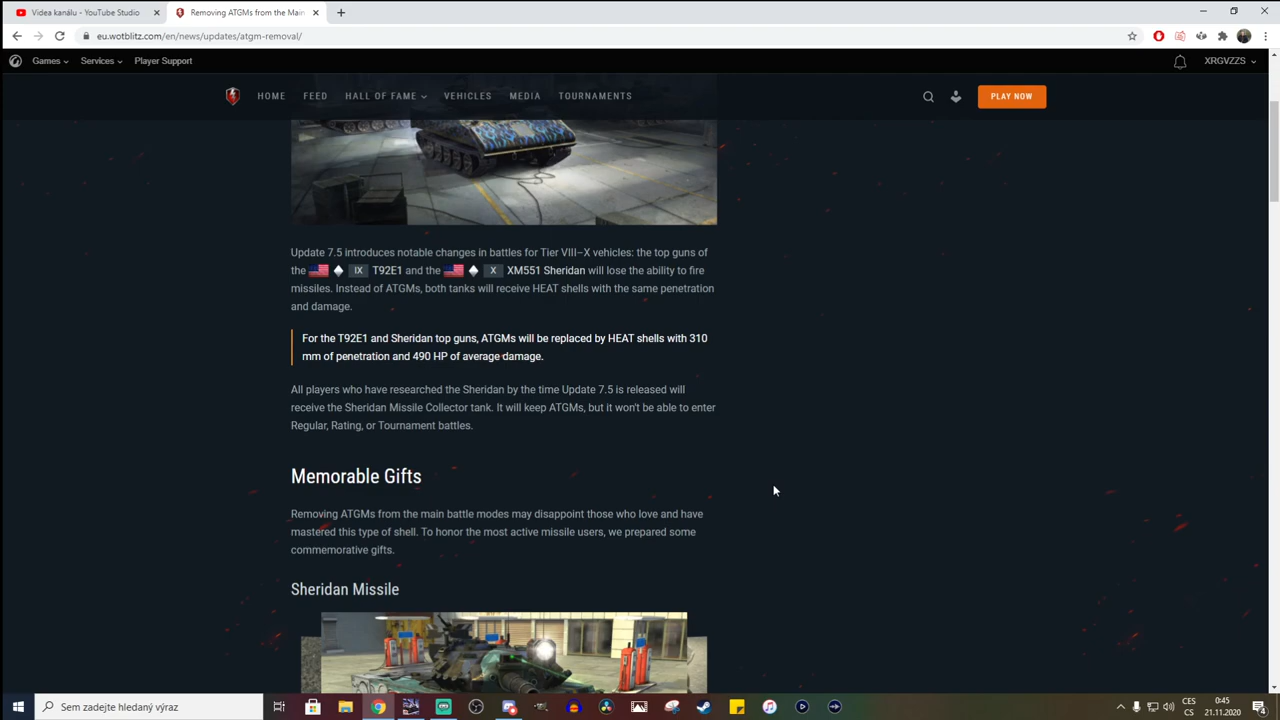 Videa kanálu - YouTube Studio
Removing ATGMs from the Main
eu.wotblitz.com/en/news/updates/atgm-removal/
Games Services Player Support XRGVZZS
HOME FEED HALL OF FAME VEHICLES MEDIA TOURNAMENTS PLAY NOW
Update 7.5 introduces notable changes in battles for Tier VIII–X vehicles: the top guns of
the IX T92E1 and the X XM551 Sheridan will lose the ability to fire
missiles. Instead of ATGMs, both tanks will receive HEAT shells with the same penetration
and damage.
For the T92E1 and Sheridan top guns, ATGMs will be replaced by HEAT shells with 310
mm of penetration and 490 HP of average damage.
All players who have researched the Sheridan by the time Update 7.5 is released will
receive the Sheridan Missile Collector tank. It will keep ATGMs, but it won't be able to enter
Regular, Rating, or Tournament battles.
Memorable Gifts
Removing ATGMs from the main battle modes may disappoint those who love and have
mastered this type of shell. To honor the most active missile users, we prepared some
commemorative gifts.
Sheridan Missile
Sem zadejte hledaný výraz
CES 0:45
CS 21.11.2020